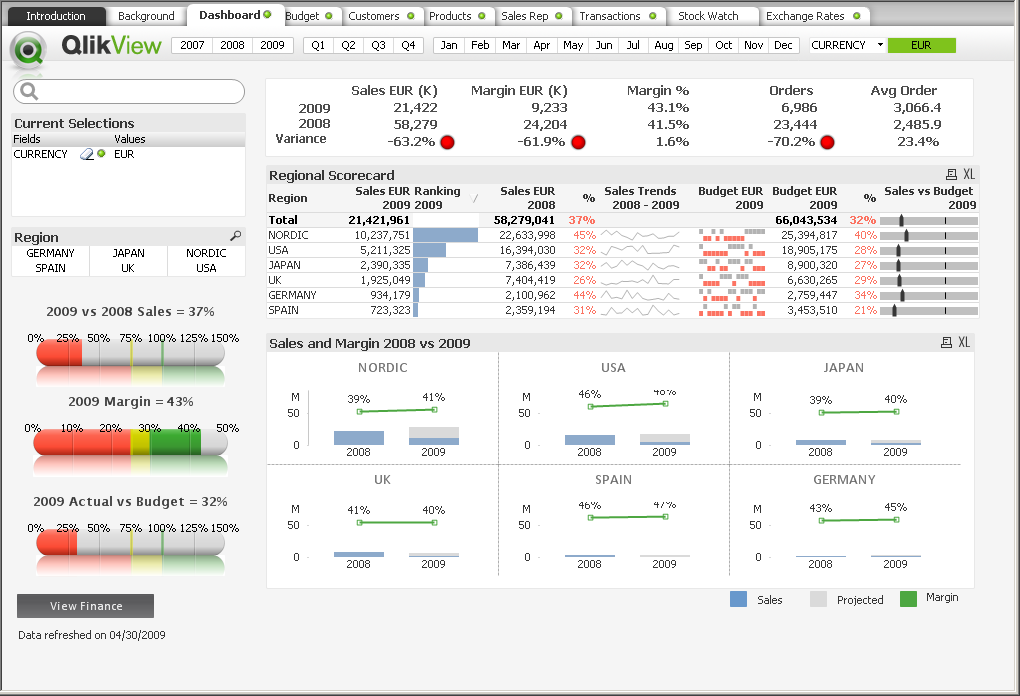 Introduction Background Dashboard Budget Customers Products Sales Rep Transactions Stock Watch Exchange Rates
QlikView 2007 2008 2009 Q1 Q2 Q3 Q4 Jan Feb Mar Apr May Jun Jul Aug Sep Oct Nov Dec CURRENCY EUR
Current Selections
Fields Values
CURRENCY EUR
Region
GERMANY JAPAN NORDIC
SPAIN UK USA
2009 vs 2008 Sales = 37%
0% 25% 50% 75% 100% 125% 150%
2009 Margin = 43%
0% 10% 20% 30% 40% 50%
2009 Actual vs Budget = 32%
0% 25% 50% 75% 100% 125% 150%
View Finance
Data refreshed on 04/30/2009
Sales EUR (K) Margin EUR (K) Margin % Orders Avg Order
2009 21,422 9,233 43.1% 6,986 3,066.4
2008 58,279 24,204 41.5% 23,444 2,485.9
Variance -63.2% -61.9% 1.6% -70.2% 23.4%
Regional Scorecard XL
Region Sales EUR 2009 Ranking 2009 / Sales EUR 2008 % Sales Trends 2008 - 2009 Budget EUR 2009 Budget EUR 2009 % Sales vs Budget 2009
Total 21,421,961 58,279,041 37% 66,043,534 32%
NORDIC 10,237,751 22,633,998 45% 25,394,817 40%
USA 5,211,325 16,394,030 32% 18,905,175 28%
JAPAN 2,390,335 7,386,439 32% 8,900,320 27%
UK 1,925,049 7,404,419 26% 6,630,265 29%
GERMANY 934,179 2,100,962 44% 2,759,447 34%
SPAIN 723,323 2,359,194 31% 3,453,510 21%
Sales and Margin 2008 vs 2009 XL
NORDIC
M
50
0
39% 41%
2008 2009
USA
M
50
0
46% 48%
2008 2009
JAPAN
M
50
0
39% 40%
2008 2009
UK
M
50
0
41% 40%
2008 2009
SPAIN
M
50
0
46% 47%
2008 2009
GERMANY
M
50
0
43% 45%
2008 2009
Sales Projected Margin